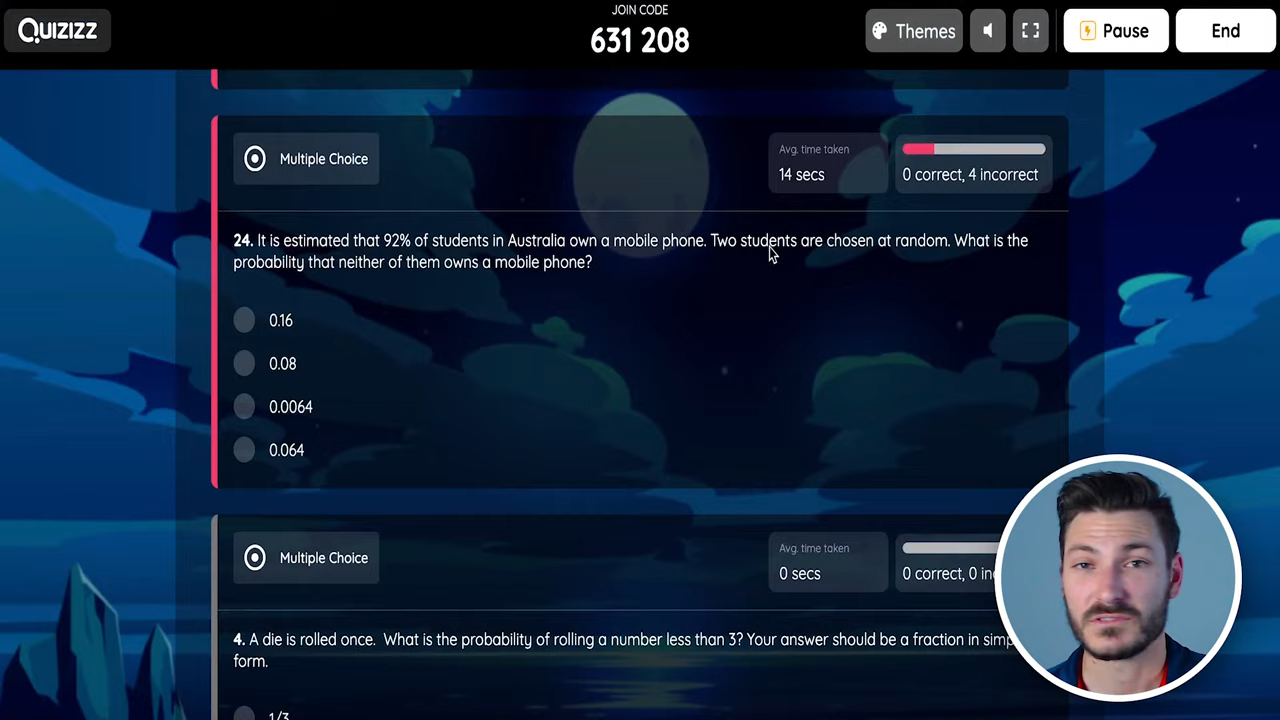 Quizizz
JOIN CODE
631 208
Themes
Pause
End
Multiple Choice
Avg. time taken
14 secs
0 correct, 4 incorrect
24. It is estimated that 92% of students in Australia own a mobile phone. Two students are chosen at random. What is the
probability that neither of them owns a mobile phone?
0.16
0.08
0.0064
0.064
Multiple Choice
Avg. time taken
0 secs
0 correct, 0
4. A die is rolled once. What is the probability of rolling a number less than 3? Your answer should be a fraction in
form.
1/3